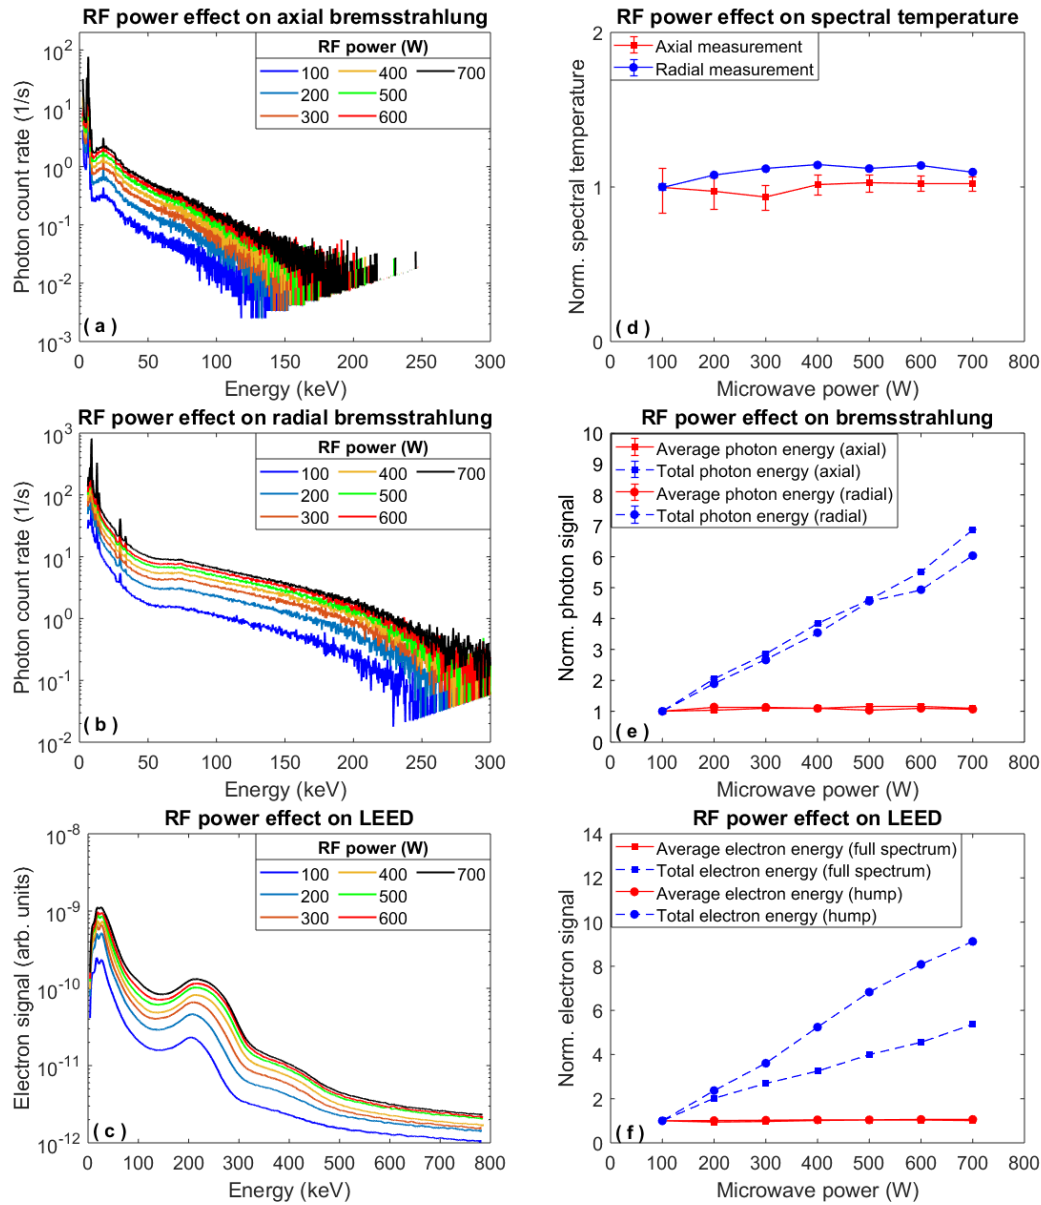 RF power effect on axial bremsstrahlung
RF power (W)
100 400 700
200 500
300 600
10^2
10^1
10^0
10^-1
10^-2
10^-3
Photon count rate (1/s)
( a )
0 50 100 150 200 250 300
Energy (keV)
RF power effect on spectral temperature
Axial measurement
Radial measurement
2
1
0
Norm. spectral temperature
( d )
0 100 200 300 400 500 600 700 800
Microwave power (W)
RF power effect on radial bremsstrahlung
RF power (W)
100 400 700
200 500
300 600
10^3
10^2
10^1
10^0
10^-1
10^-2
Photon count rate (1/s)
( b )
0 50 100 150 200 250 300
Energy (keV)
RF power effect on bremsstrahlung
Average photon energy (axial)
Total photon energy (axial)
Average photon energy (radial)
Total photon energy (radial)
10
9
8
7
6
5
4
3
2
1
0
Norm. photon signal
( e )
0 100 200 300 400 500 600 700 800
Microwave power (W)
RF power effect on LEED
RF power (W)
100 400 700
200 500
300 600
10^-8
10^-9
10^-10
10^-11
10^-12
Electron signal (arb. units)
( c )
0 100 200 300 400 500 600 700 800
Energy (keV)
RF power effect on LEED
Average electron energy (full spectrum)
Total electron energy (full spectrum)
Average electron energy (hump)
Total electron energy (hump)
14
12
10
8
6
4
2
0
Norm. electron signal
( f )
0 100 200 300 400 500 600 700 800
Microwave power (W)